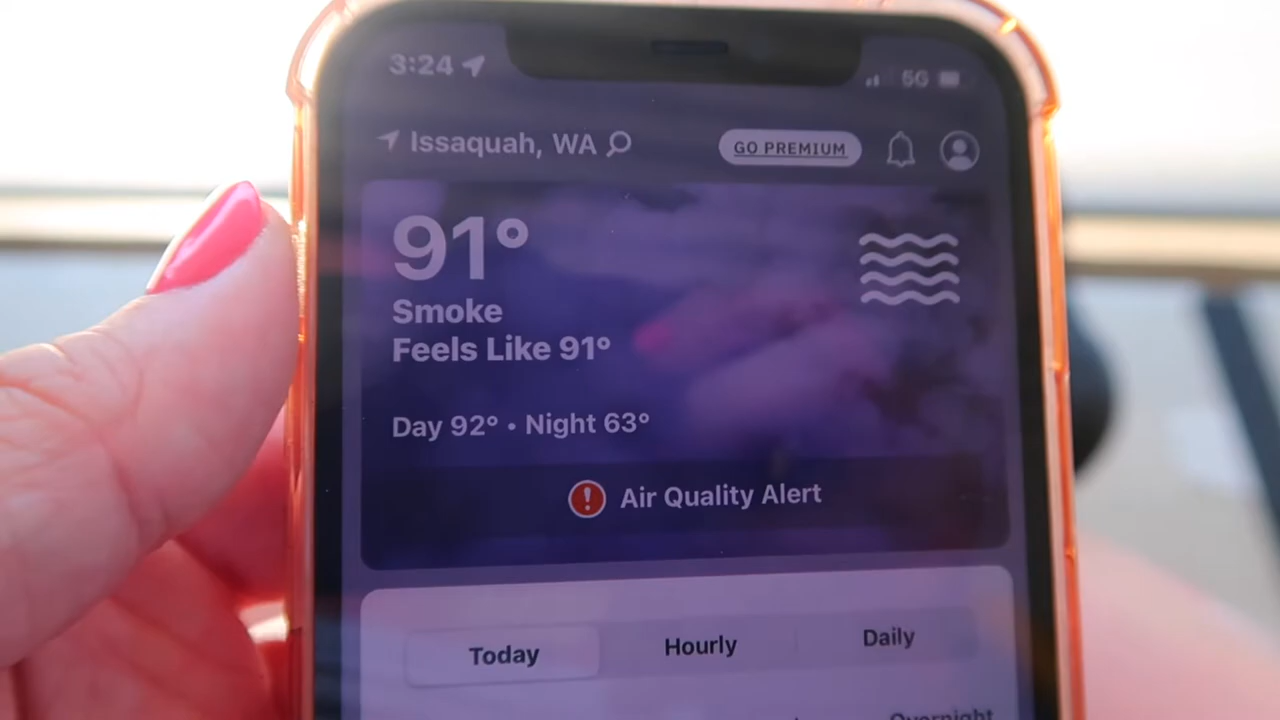 3:24 5G
Issaquah, WA GO PREMIUM
91°
Smoke
Feels Like 91°
Day 92° • Night 63°
Air Quality Alert
Today Hourly Daily
Overnight